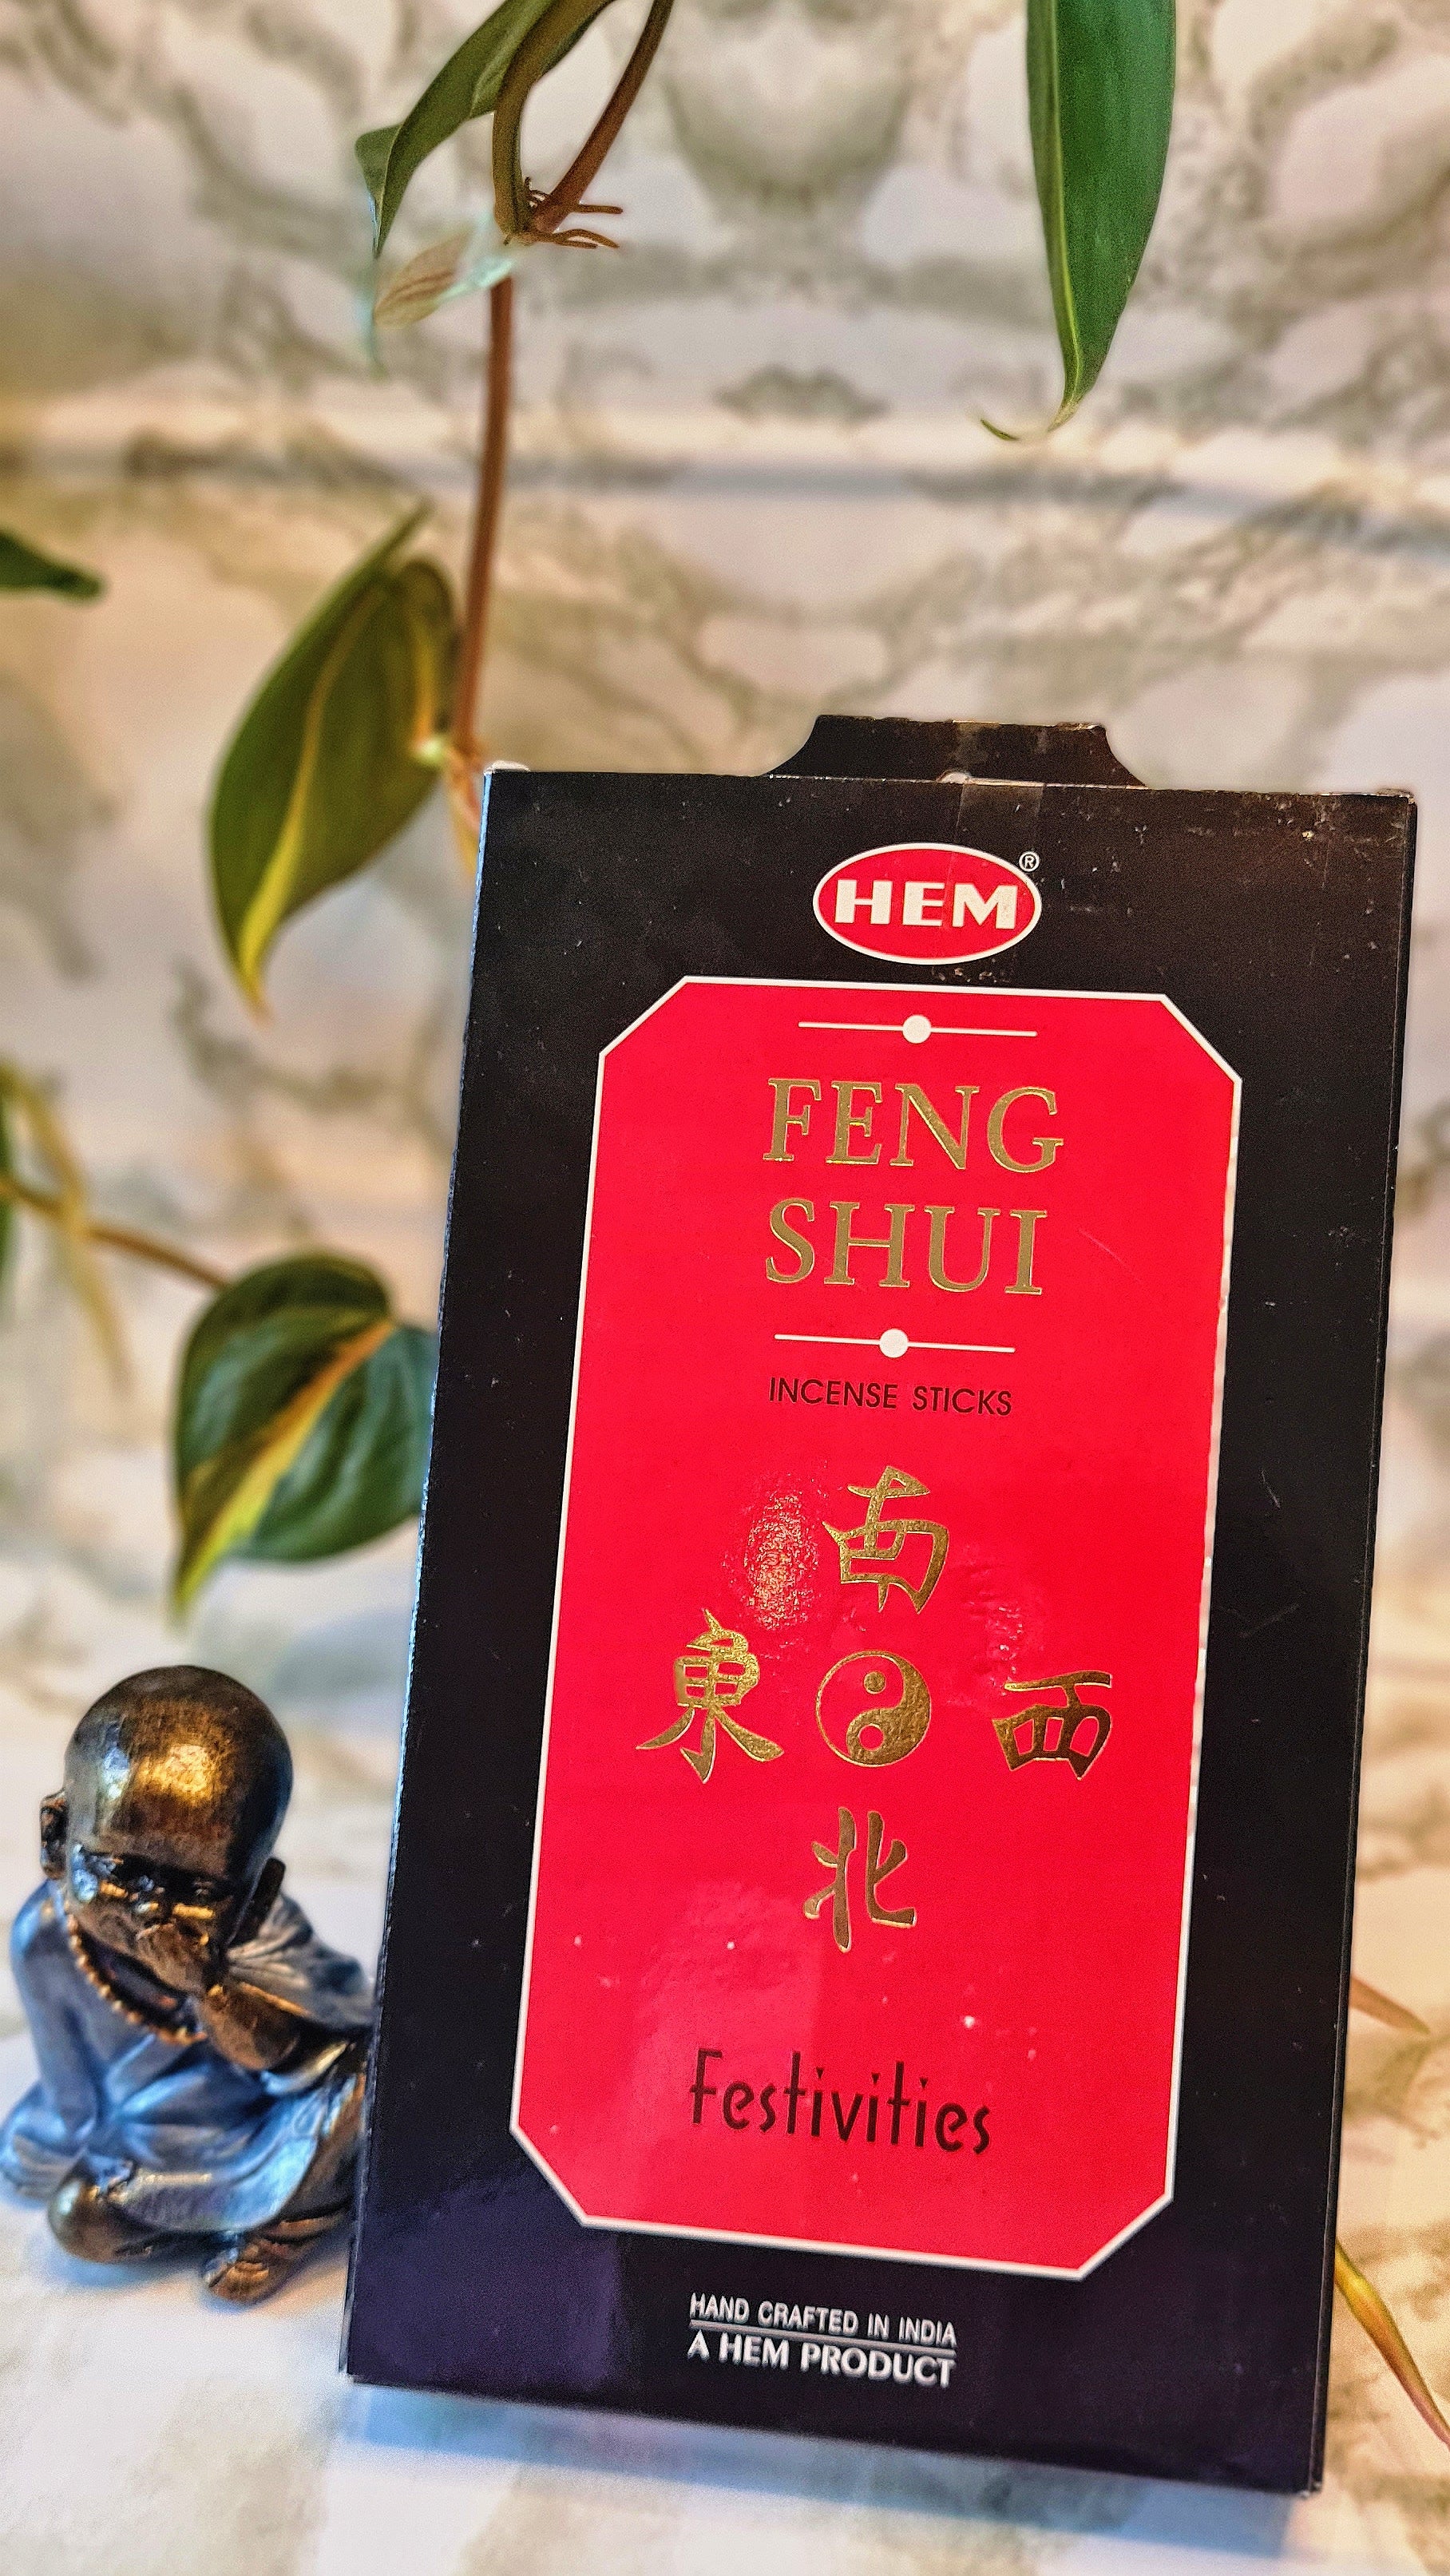 HEM®
FENG
SHUI
INCENSE STICKS
南
東 ☯ 西
北
Festivities
HAND CRAFTED IN INDIA
A HEM PRODUCT